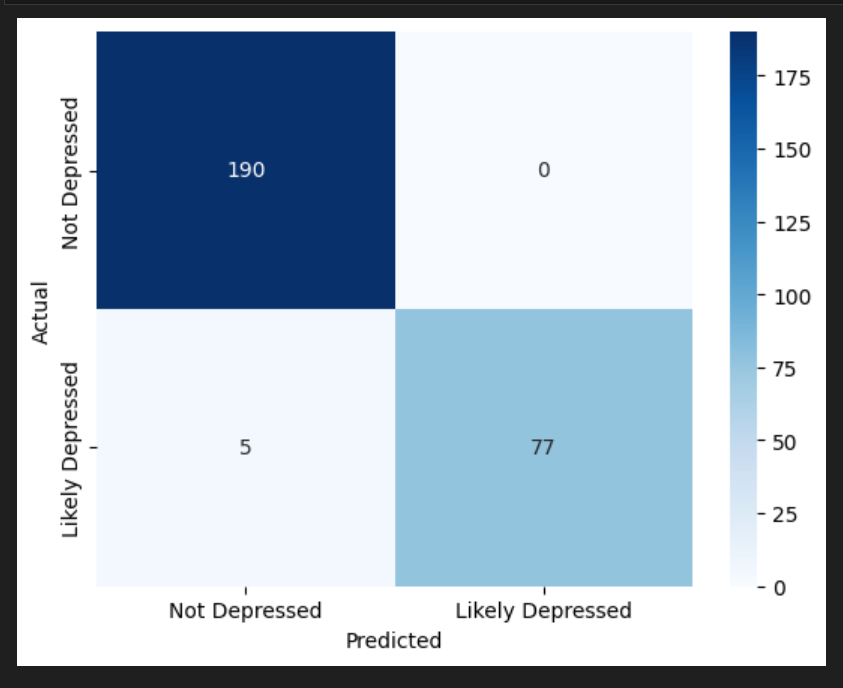 Actual
Not Depressed
Likely Depressed
190
0
5
77
Not Depressed
Likely Depressed
Predicted
175
150
125
100
75
50
25
0